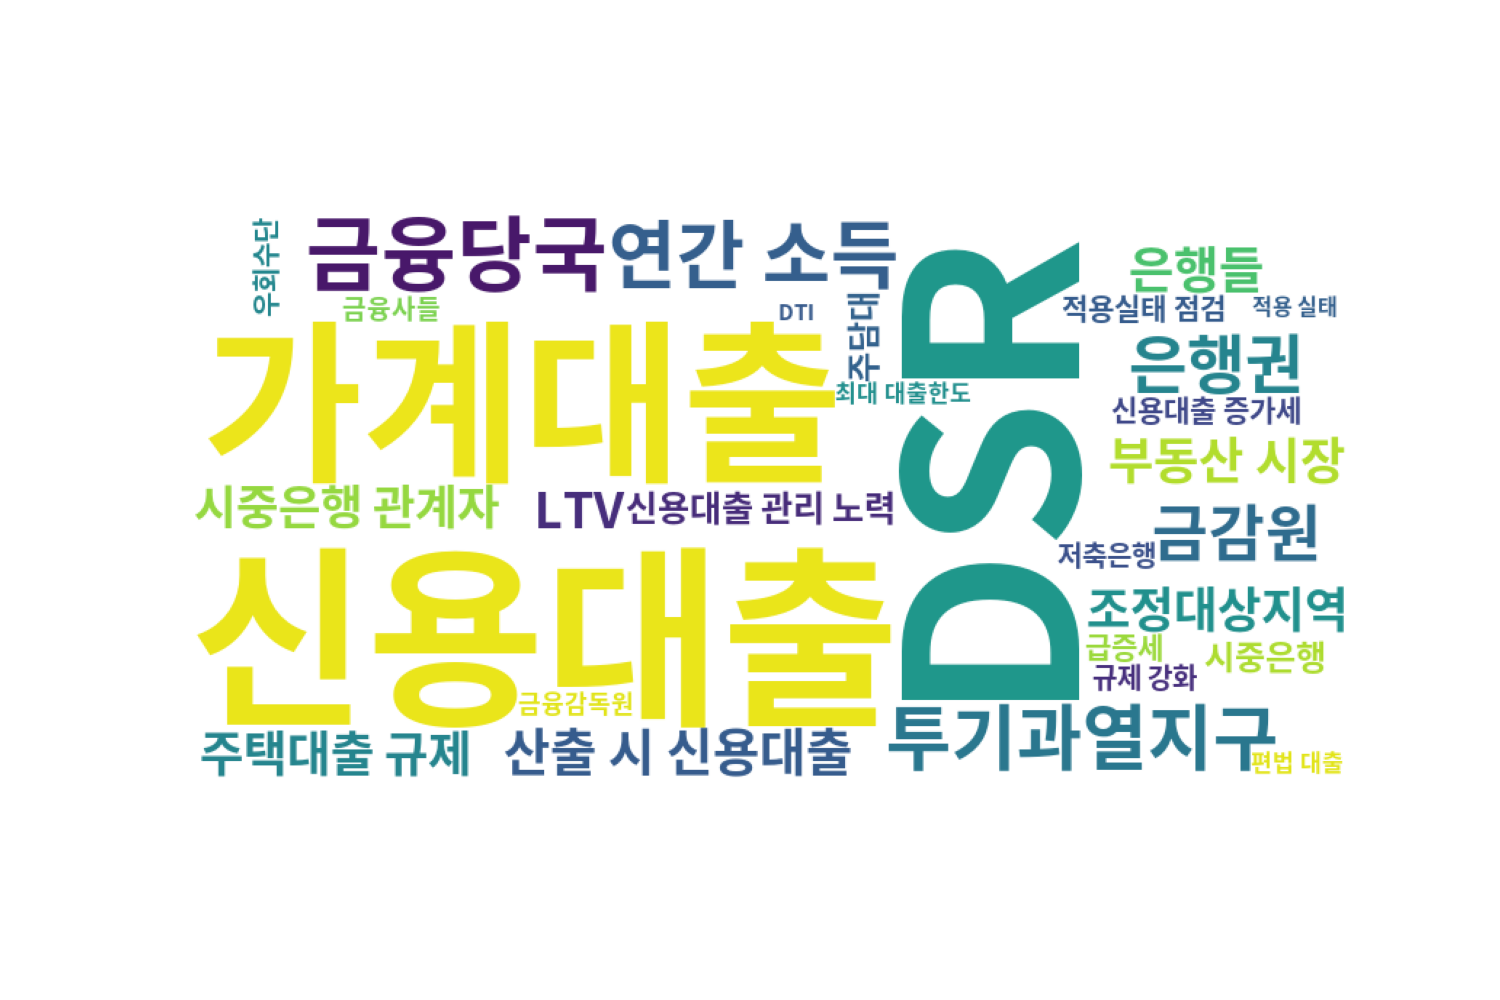 우회수단
금융당국
연간 소득
은행들
금융사들
DTI
주담대
DSR
적용실태 점검
적용 실태
가계대출
최대 대출한도
은행권
신용대출 증가세
부동산 시장
시중은행 관계자
LTV
신용대출 관리 노력
금감원
저축은행
신용대출
조정대상지역
급증세
시중은행
규제 강화
금융감독원
주택대출 규제
산출 시 신용대출
투기과열지구
편법 대출